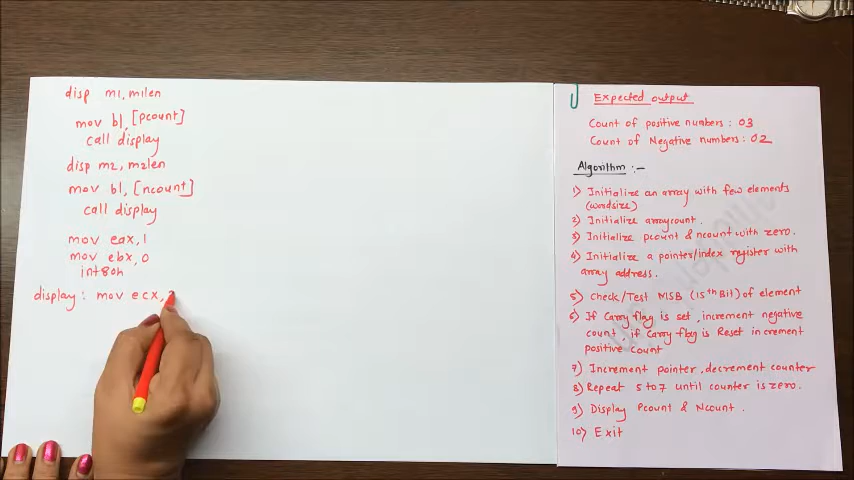 disp m1, m1len
mov bl, [pcount]
call display
disp m2, m2len
mov bl, [ncount]
call display
mov eax, 1
mov ebx, 0
int80h
display: mov ecx,
Expected output
Count of positive numbers : 03
Count of Negative numbers : 02
Algorithm :-
1) Initialize an array with few elements
(wordsize)
2) Initialize arraycount.
3) Initialize pcount & ncount with zero.
4) Initialize a pointer/index register with
array address.
5) Check/Test MSB (15th Bit) of element
6) If Carry flag is set, increment negative
count. if Carry flag is Reset increment
positive count
7) Increment pointer, decrement counter
8) Repeat 5 to 7 until counter is zero.
9) Display Pcount & Ncount.
10) Exit